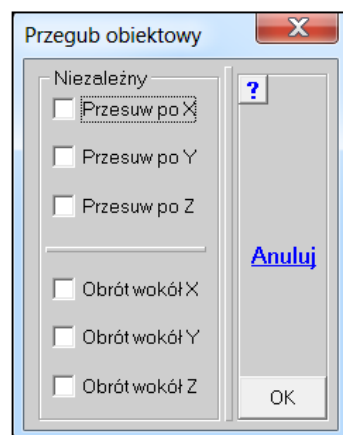 Przegub obiektowy
Niezależny
Przesuw po X
Przesuw po Y
Przesuw po Z
Obrót wokół X
Obrót wokół Y
Obrót wokół Z
?
Anuluj
OK